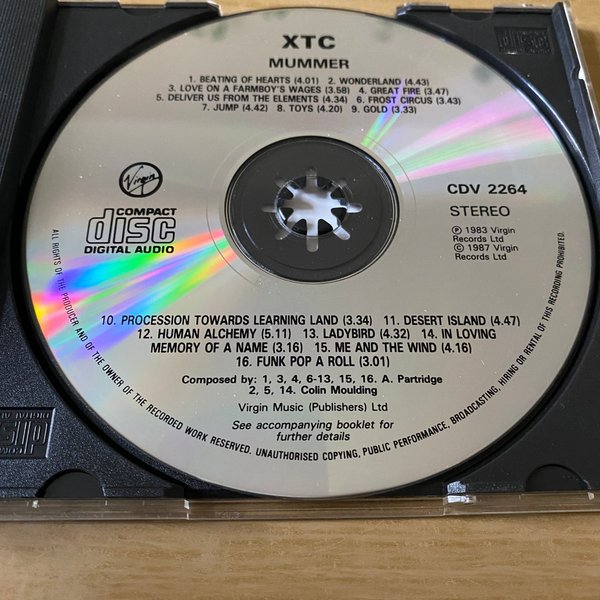 XTC
MUMMER
1. BEATING OF HEARTS (4.01) 2. WONDERLAND (4.43)
3. LOVE ON A FARMBOY'S WAGES (3.58) 4. GREAT FIRE (3.47)
5. DELIVER US FROM THE ELEMENTS (4.34) 6. FROST CIRCUS (3.43)
7. JUMP (4.42) 8. TOYS (4.20) 9. GOLD (3.33)
Virgin
COMPACT
disc
DIGITAL AUDIO
CDV 2264
STEREO
Ⓟ 1983 Virgin
Records Ltd
© 1987 Virgin
Records Ltd
10. PROCESSION TOWARDS LEARNING LAND (3.34) 11. DESERT ISLAND (4.47)
12. HUMAN ALCHEMY (5.11) 13. LADYBIRD (4.32) 14. IN LOVING
MEMORY OF A NAME (3.16) 15. ME AND THE WIND (4.16)
16. FUNK POP A ROLL (3.01)
Composed by: 1, 3, 4, 6-13, 15, 16. A. Partridge
2, 5, 14. Colin Moulding
Virgin Music (Publishers) Ltd
See accompanying booklet for
further details
ALL RIGHTS OF THE PRODUCER AND OF THE OWNER OF THE RECORDED WORK RESERVED. UNAUTHORISED COPYING, PUBLIC PERFORMANCE, BROADCASTING, HIRING OR RENTAL OF THIS RECORDING PROHIBITED.